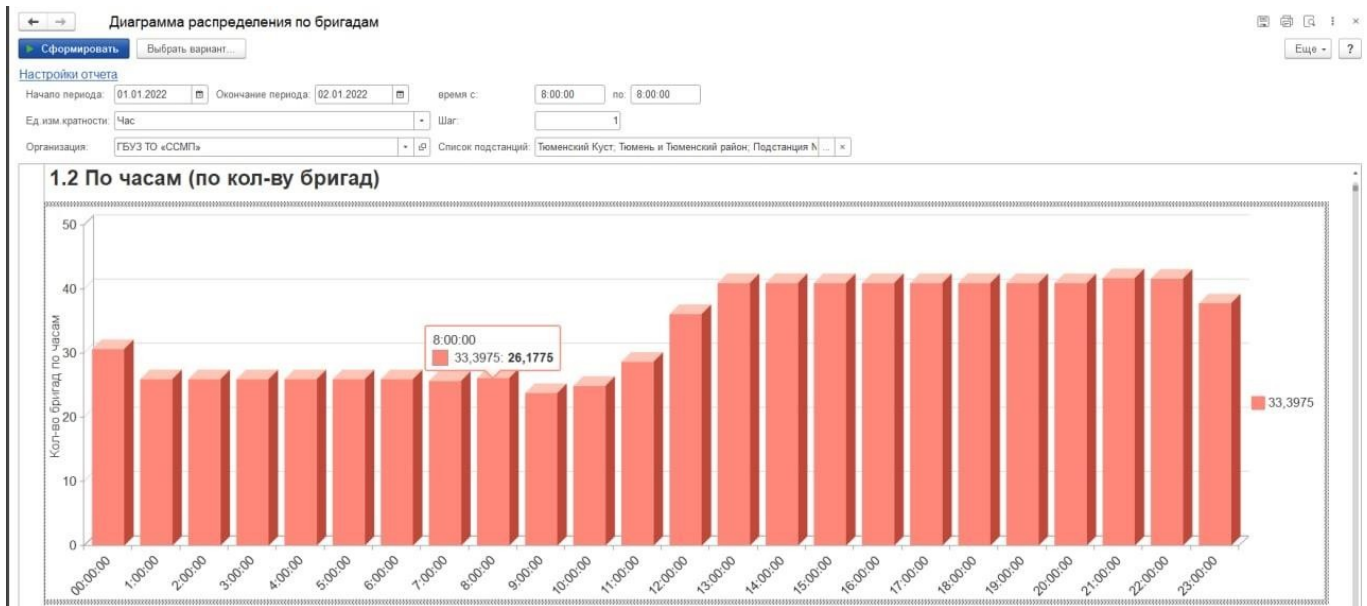 Диаграмма распределения по бригадам
Сформировать Выбрать вариант... Еще ?
Настройки отчета
Начало периода: 01.01.2022 Окончание периода: 02.01.2022 время с: 8:00:00 по: 8:00:00
Ед.изм.кратности: Час Шаг: 1
Организация: ГБУЗ ТО «ССМП» Список подстанций: Тюменский Куст; Тюмень и Тюменский район; Подстанция №
1.2 По часам (по кол-ву бригад)
Кол-во бригад по часам
50
40
30
20
10
0
8:00:00
33,3975: 26,1775
33,3975
00:00:00 1:00:00 2:00:00 3:00:00 4:00:00 5:00:00 6:00:00 7:00:00 8:00:00 9:00:00 10:00:00 11:00:00 12:00:00 13:00:00 14:00:00 15:00:00 16:00:00 17:00:00 18:00:00 19:00:00 20:00:00 21:00:00 22:00:00 23:00:00